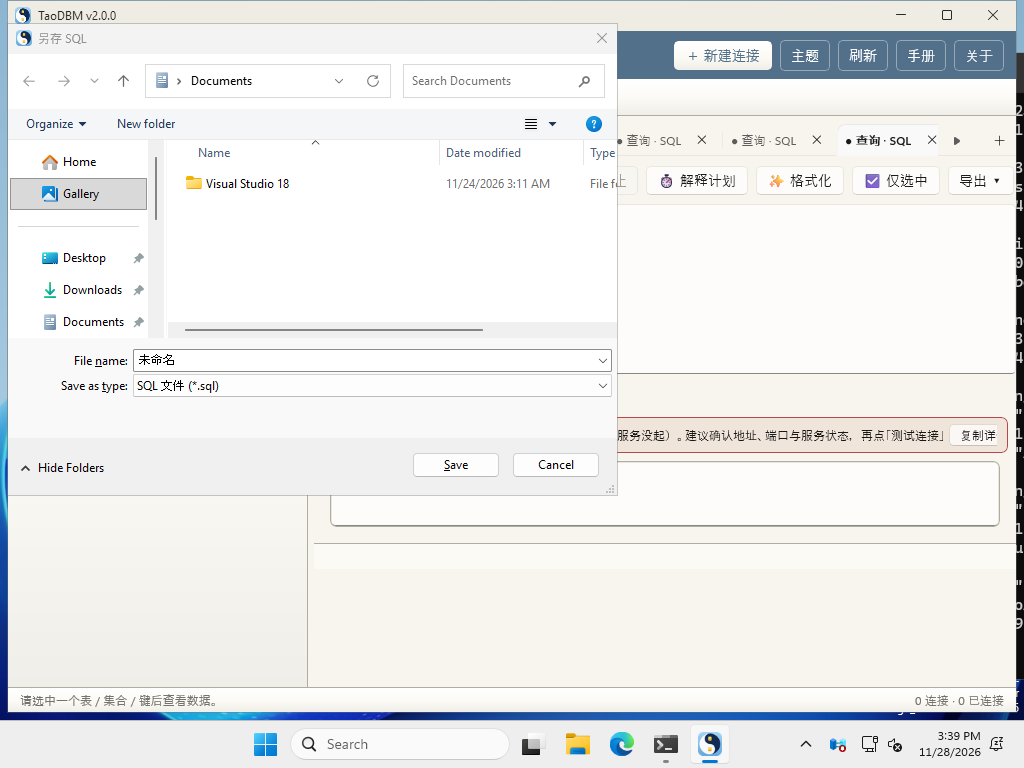 TaoDBM v2.0.0
另存 SQL
+ 新建连接
主题
刷新
手册
关于
Documents
Search Documents
Organize
New folder
查询 · SQL
查询 · SQL
查询 · SQL
Home
Gallery
Desktop
Downloads
Documents
Name
Date modified
Type
Visual Studio 18
11/24/2026 3:11 AM
File f
止
解释计划
格式化
仅选中
导出
File name:
未命名
Save as type:
SQL 文件 (*.sql)
服务没起）。建议确认地址、端口与服务状态，再点「测试连接」
复制详
Hide Folders
Save
Cancel
请选中一个表 / 集合 / 键后查看数据。
0 连接 · 0 已连接
Search
3:39 PM
11/28/2026